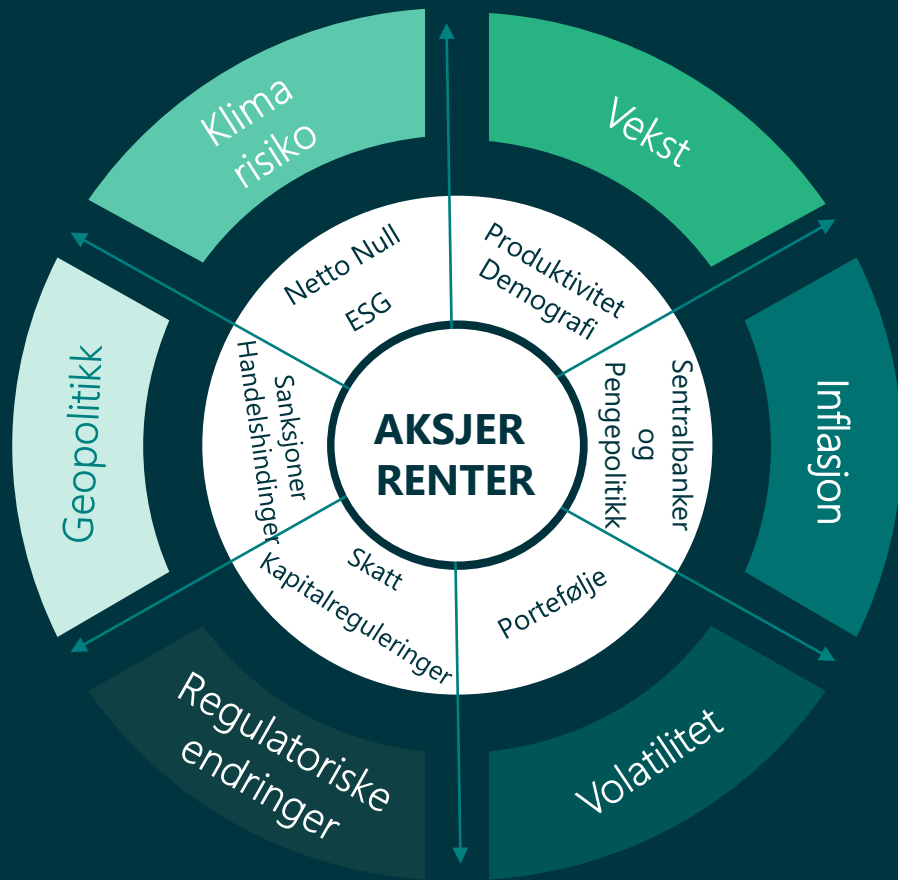 Klima
risiko
Vekst
Netto Null
ESG
Produktivitet
Demografi
Geopolitikk
Handelshindinger
Sanksjoner
AKSJER
RENTER
Sentralbanker
og
Pengepolitikk
Inflasjon
Skatt
Kapitalreguleringer
Portefølje
Regulatoriske
endringer
Volatilitet